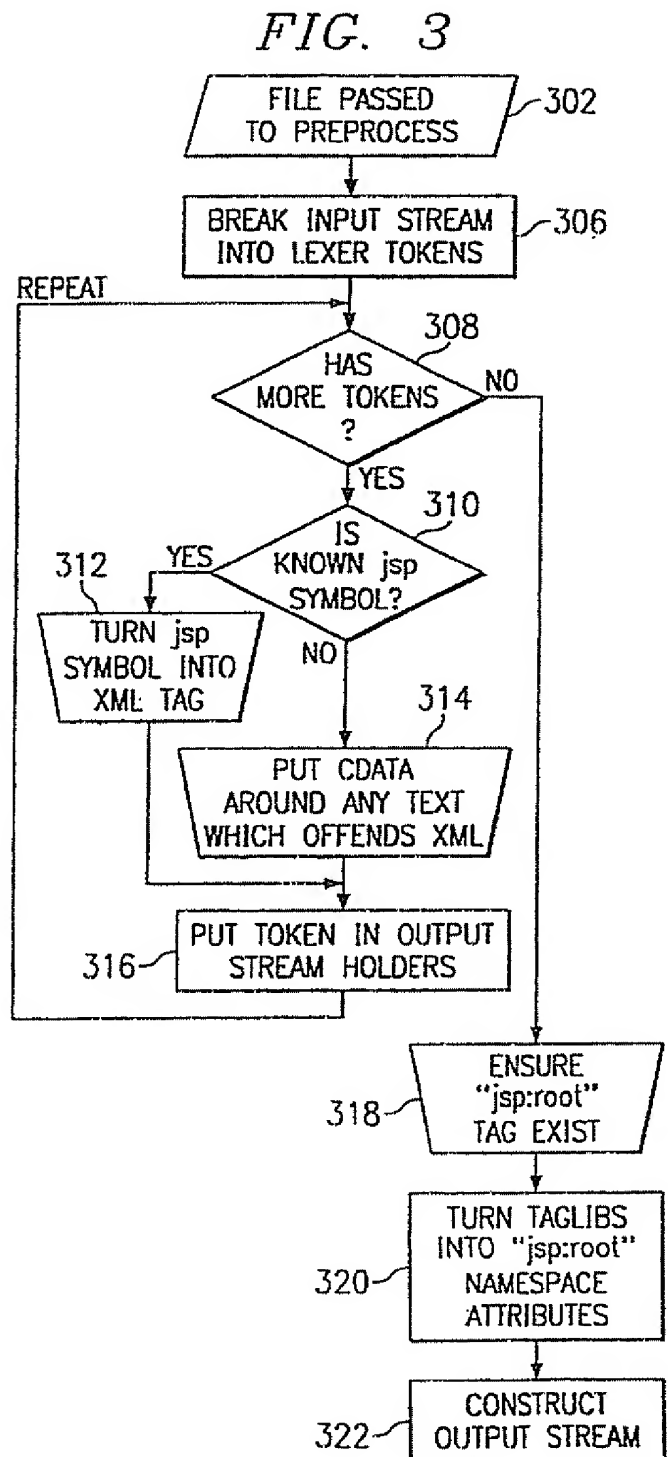 FIG. 3
FILE PASSED
TO PREPROCESS
302
BREAK INPUT STREAM
INTO LEXER TOKENS
306
REPEAT
308
HAS
MORE TOKENS
?
NO
YES
310
IS
KNOWN jsp
SYMBOL?
YES
312
TURN jsp
SYMBOL INTO
XML TAG
NO
314
PUT CDATA
AROUND ANY TEXT
WHICH OFFENDS XML
PUT TOKEN IN OUTPUT
STREAM HOLDERS
316
ENSURE
“jsp:root”
TAG EXIST
318
TURN TAGLIBS
INTO “jsp:root”
NAMESPACE
ATTRIBUTES
320
CONSTRUCT
OUTPUT STREAM
322